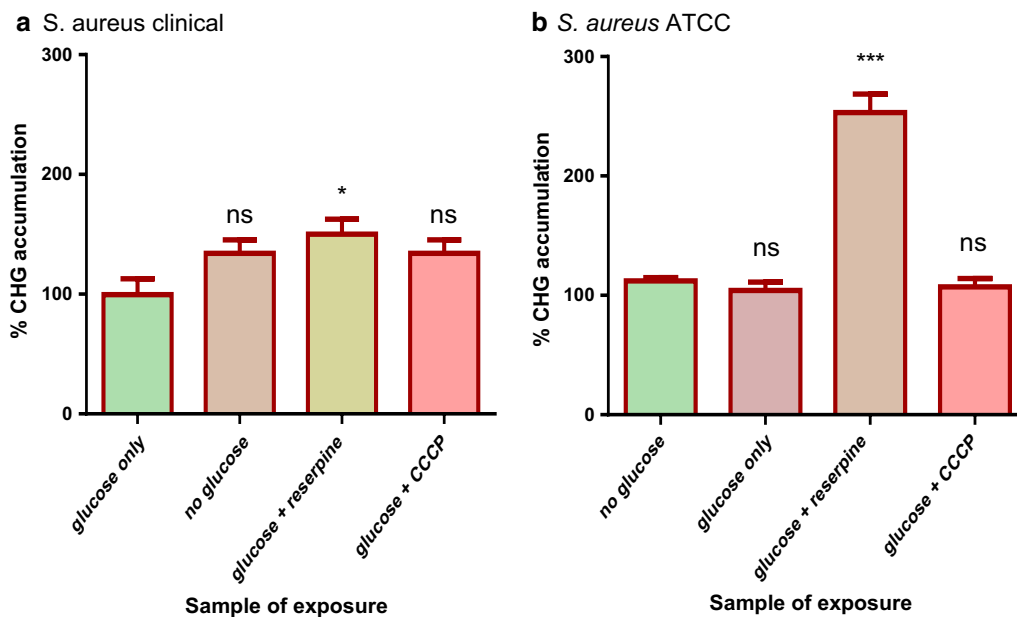 a S. aureus clinical
300
200
100
0
% CHG accumulation
ns
*
ns
glucose only
no glucose
glucose + reserpine
glucose + CCCP
Sample of exposure
b S. aureus ATCC
300
200
100
0
% CHG accumulation
ns
***
ns
no glucose
glucose only
glucose + reserpine
glucose + CCCP
Sample of exposure